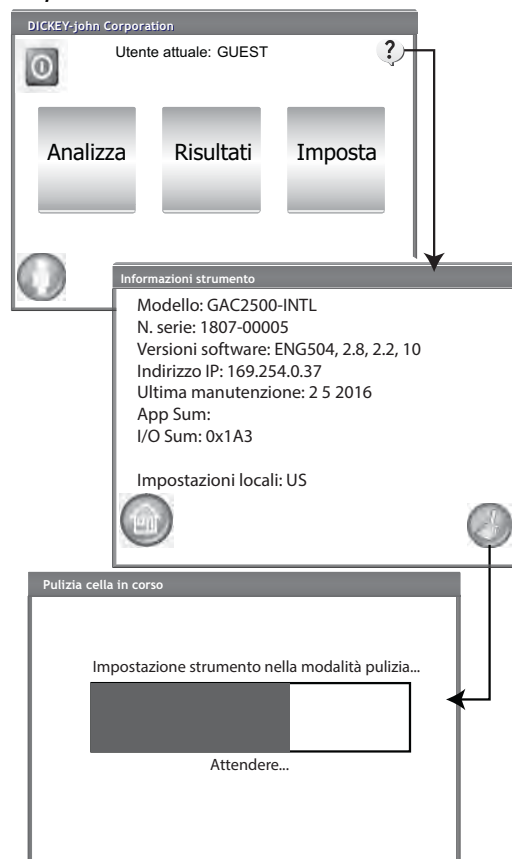 DICKEY-john Corporation
Utente attuale: GUEST
?
Analizza
Risultati
Imposta
Informazioni strumento
Modello: GAC2500-INTL
N. serie: 1807-00005
Versioni software: ENG504, 2.8, 2.2, 10
Indirizzo IP: 169.254.0.37
Ultima manutenzione: 2 5 2016
App Sum:
I/O Sum: 0x1A3
Impostazioni locali: US
Pulizia cella in corso
Impostazione strumento nella modalità pulizia...
Attendere...